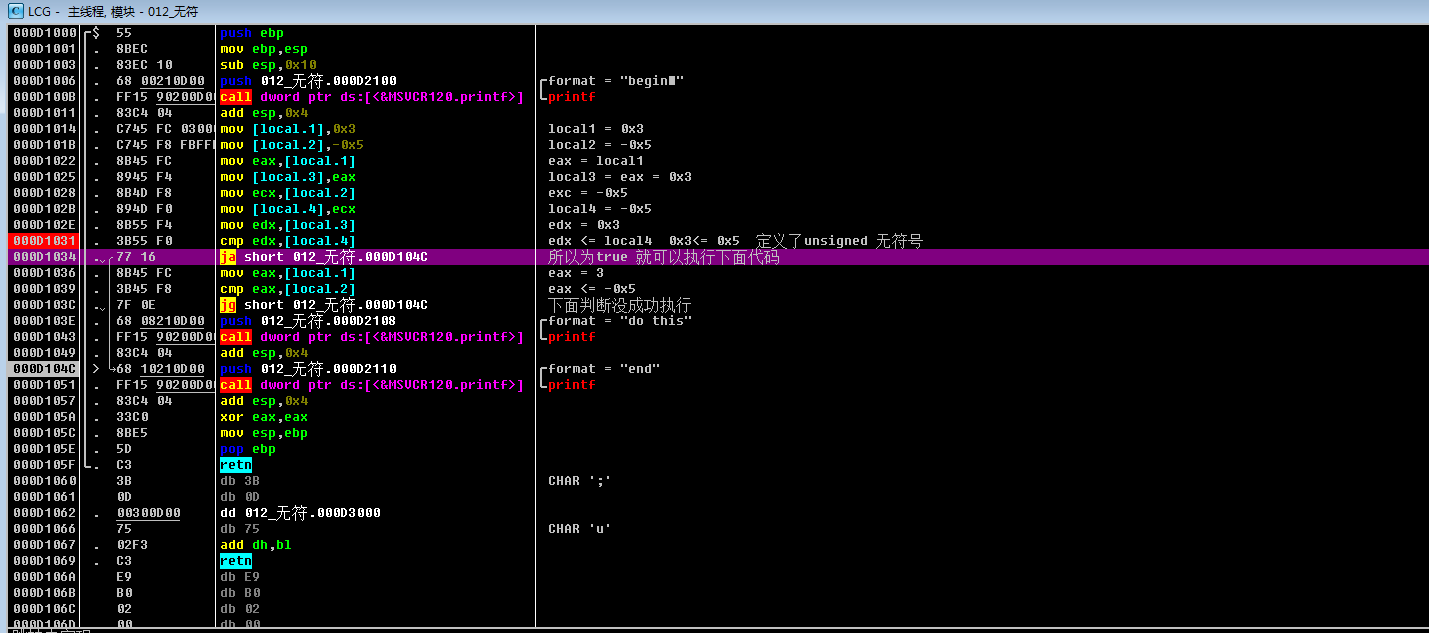 LCG - 主线程, 模块 - 012_无符
000D1000 $ 55 push ebp
000D1001 . 8BEC mov ebp,esp
000D1003 . 83EC 10 sub esp,0x10
000D1006 . 68 00210D00 push 012_无符.000D2100 format = "begin■"
000D100B . FF15 90200D00 call dword ptr ds:[<&MSVCR120.printf>] printf
000D1011 . 83C4 04 add esp,0x4
000D1014 . C745 FC 0300 mov [local.1],0x3 local1 = 0x3
000D101B . C745 F8 FBFF mov [local.2],-0x5 local2 = -0x5
000D1022 . 8B45 FC mov eax,[local.1] eax = local1
000D1025 . 8945 F4 mov [local.3],eax local3 = eax = 0x3
000D1028 . 8B4D F8 mov ecx,[local.2] exc = -0x5
000D102B . 894D F0 mov [local.4],ecx local4 = -0x5
000D102E . 8B55 F4 mov edx,[local.3] edx = 0x3
000D1031 . 3B55 F0 cmp edx,[local.4] edx <= local4 0x3<= 0x5 定义了unsigned 无符号
000D1034 . 77 16 ja short 012_无符.000D104C 所以为true 就可以执行下面代码
000D1036 . 8B45 FC mov eax,[local.1] eax = 3
000D1039 . 3B45 F8 cmp eax,[local.2] eax <= -0x5
000D103C . 7F 0E jg short 012_无符.000D104C 下面判断没成功执行
000D103E . 68 08210D00 push 012_无符.000D2108 format = "do this"
000D1043 . FF15 90200D00 call dword ptr ds:[<&MSVCR120.printf>] printf
000D1049 . 83C4 04 add esp,0x4
000D104C > 68 10210D00 push 012_无符.000D2110 format = "end"
000D1051 . FF15 90200D00 call dword ptr ds:[<&MSVCR120.printf>] printf
000D1057 . 83C4 04 add esp,0x4
000D105A . 33C0 xor eax,eax
000D105C . 8BE5 mov esp,ebp
000D105E . 5D pop ebp
000D105F . C3 retn
000D1060 3B db 3B CHAR ';'
000D1061 0D db 0D
000D1062 . 00300D00 dd 012_无符.000D3000
000D1066 75 db 75 CHAR 'u'
000D1067 . 02F3 add dh,bl
000D1069 . C3 retn
000D106A E9 db E9
000D106B B0 db B0
000D106C 02 db 02
000D106D 00 db 00